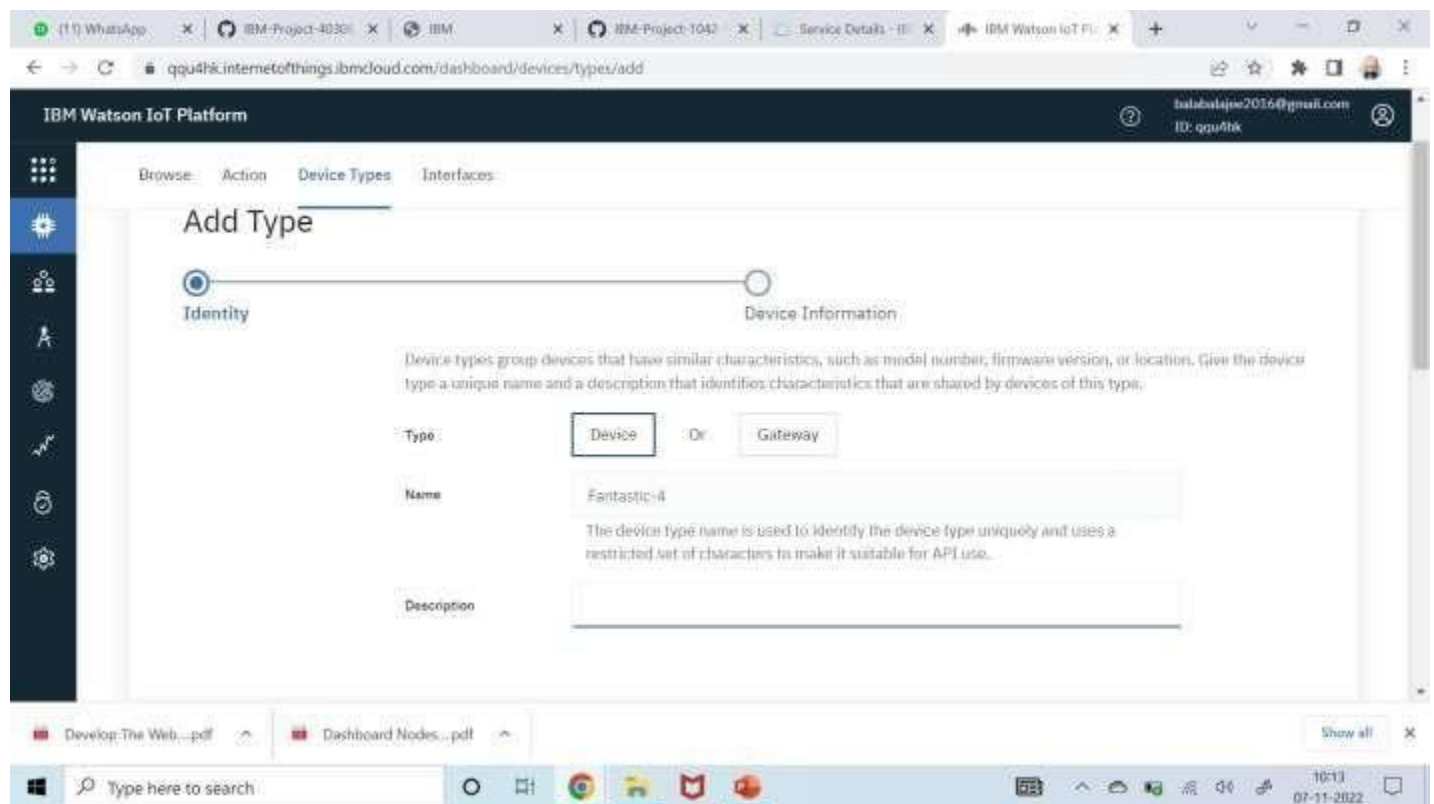 (11) WhatsApp
IBM-Project-4030
IBM
IBM-Project-1042
Service Details - IB
IBM Watson IoT Pl
qqu4hk.internetofthings.ibmcloud.com/dashboard/devices/types/add
IBM Watson IoT Platform
balabalajee2016@gmail.com
ID: qqu4hk
Browse Action Device Types Interfaces
Add Type
Identity
Device Information
Device types group devices that have similar characteristics, such as model number, firmware version, or location. Give the device
type a unique name and a description that identifies characteristics that are shared by devices of this type.
Type Device Or Gateway
Name Fantastic-4
The device type name is used to identify the device type uniquely and uses a
restricted set of characters to make it suitable for API use.
Description
Develop The Web....pdf
Dashboard Nodes...pdf
Show all
Type here to search
10:13
07-11-2022